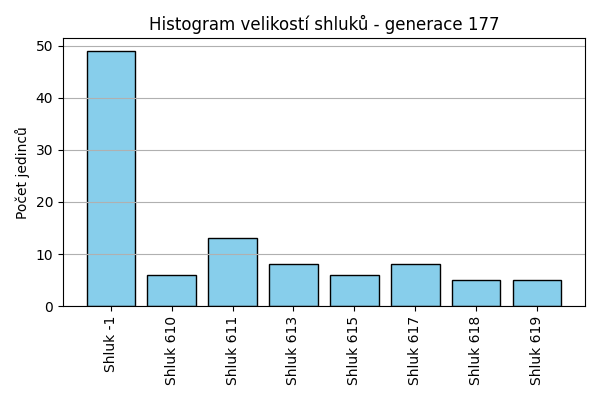 Histogram velikostí shluků - generace 177
Počet jedinců
50
40
30
20
10
0
Shluk -1
Shluk 610
Shluk 611
Shluk 613
Shluk 615
Shluk 617
Shluk 618
Shluk 619